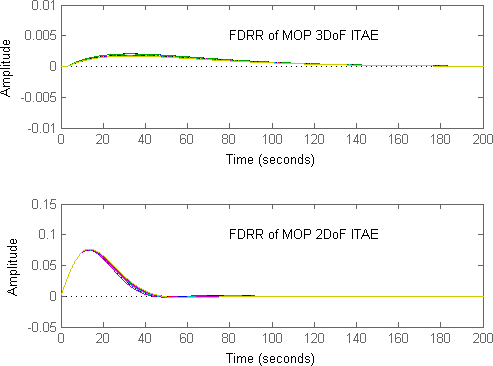 0.01
0.005
0
-0.005
-0.01
Amplitude
FDRR of MOP 3DoF ITAE
0 20 40 60 80 100 120 140 160 180 200
Time (seconds)
0.15
0.1
0.05
0
-0.05
Amplitude
FDRR of MOP 2DoF ITAE
0 20 40 60 80 100 120 140 160 180 200
Time (seconds)